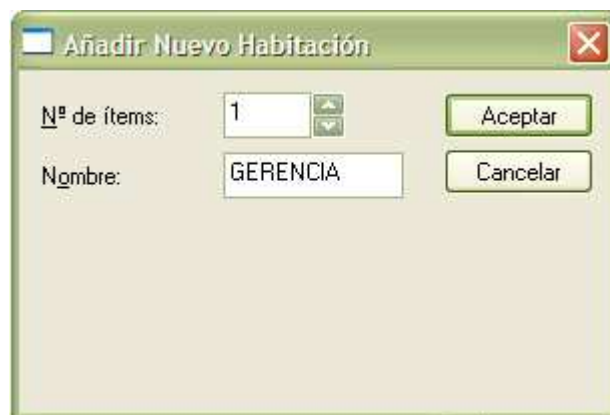 Añadir Nuevo Habitación
Nº de ítems:
1
Aceptar
Nombre:
GERENCIA
Cancelar